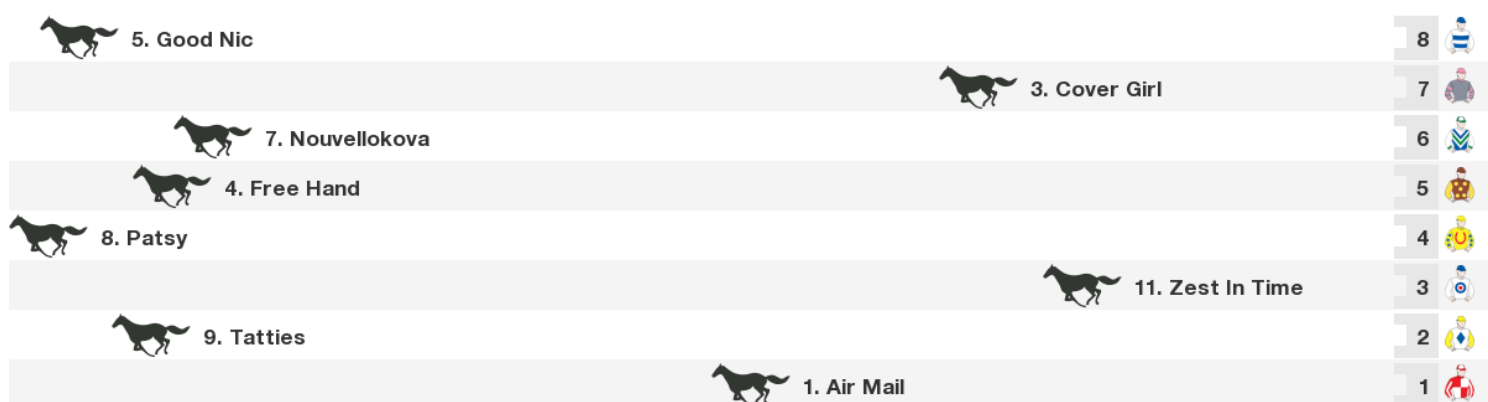 5. Good Nic 8
3. Cover Girl 7
7. Nouvellokova 6
4. Free Hand 5
8. Patsy 4
11. Zest In Time 3
9. Tatties 2
1. Air Mail 1